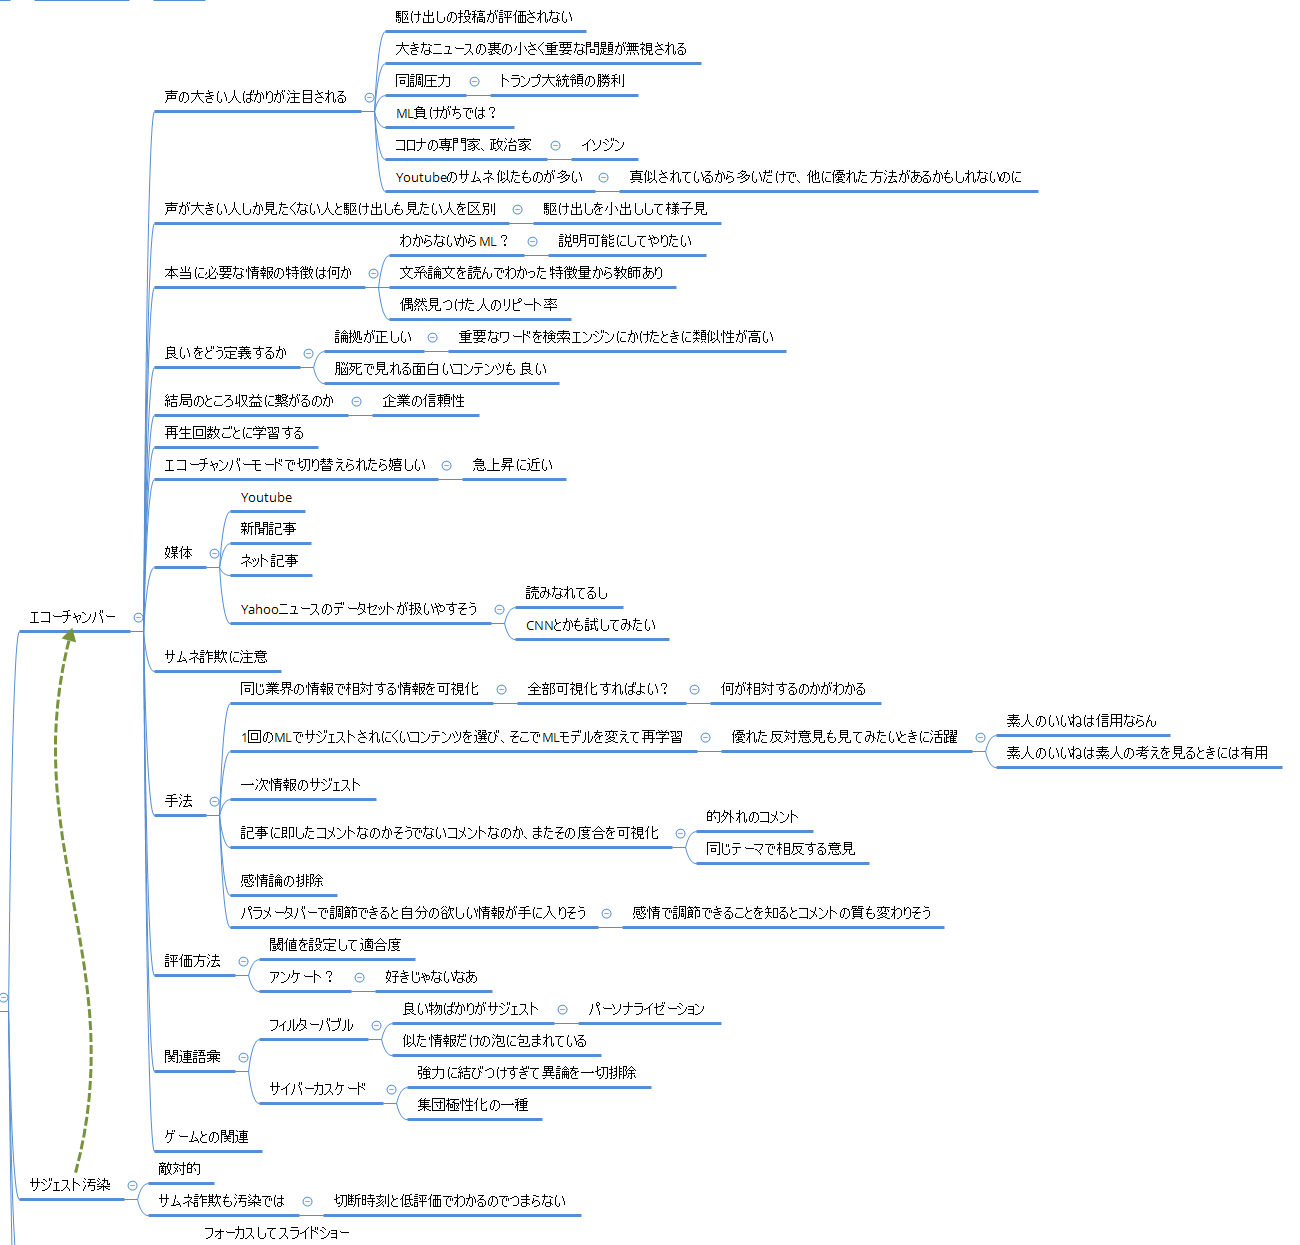 駆け出しの投稿が評価されない
大きなニュースの裏の小さく重要な問題が無視される
同調圧力 トランプ大統領の勝利
声の大きい人ばかりが注目される
ML負けがちでは？
コロナの専門家、政治家 イソジン
Youtubeのサムネ似たものが多い 真似されているから多いだけで、他に優れた方法があるかもしれないのに
声が大きい人しか見たくない人と駆け出しも見たい人を区別 駆け出しを小出しして様子見
わからないからML？ 説明可能にしてやりたい
本当に必要な情報の特徴は何か 文系論文を読んでわかった特徴量から教師あり
偶然見つけた人のリピート率
論拠が正しい 重要なワードを検索エンジンにかけたときに類似性が高い
良いをどう定義するか
脳死で見れる面白いコンテンツも良い
結局のところ収益に繋がるのか 企業の信頼性
再生回数ごとに学習する
エコーチャンバーモードで切り替えられたら嬉しい 急上昇に近い
Youtube
新聞記事
媒体
ネット記事
読みなれてるし
Yahooニュースのデータセットが扱いやすそう
CNNとかも試してみたい
エコーチャンバー
サムネ詐欺に注意
同じ業界の情報で相対する情報を可視化 全部可視化すればよい？ 何が相対するのかがわかる
素人のいいねは信用ならん
1回のMLでサジェストされにくいコンテンツを選び、そこでMLモデルを変えて再学習 優れた反対意見も見てみたいときに活躍
素人のいいねは素人の考えを見るときには有用
一次情報のサジェスト
手法
的外れのコメント
記事に即したコメントなのかそうでないコメントなのか、またその度合を可視化
同じテーマで相反する意見
感情論の排除
パラメータバーで調節できると自分の欲しい情報が手に入りそう 感情で調節できることを知るとコメントの質も変わりそう
閾値を設定して適合度
評価方法
アンケート？ 好きじゃないなあ
良い物ばかりがサジェスト パーソナライゼーション
フィルターバブル
似た情報だけの泡に包まれている
関連語彙
強力に結びつけすぎて異論を一切排除
サイバーカスケード
集団極性化の一種
ゲームとの関連
敵対的
サジェスト汚染
サムネ詐欺も汚染では 切断時刻と低評価でわかるのでつまらない
フォーカスしてスライドショー